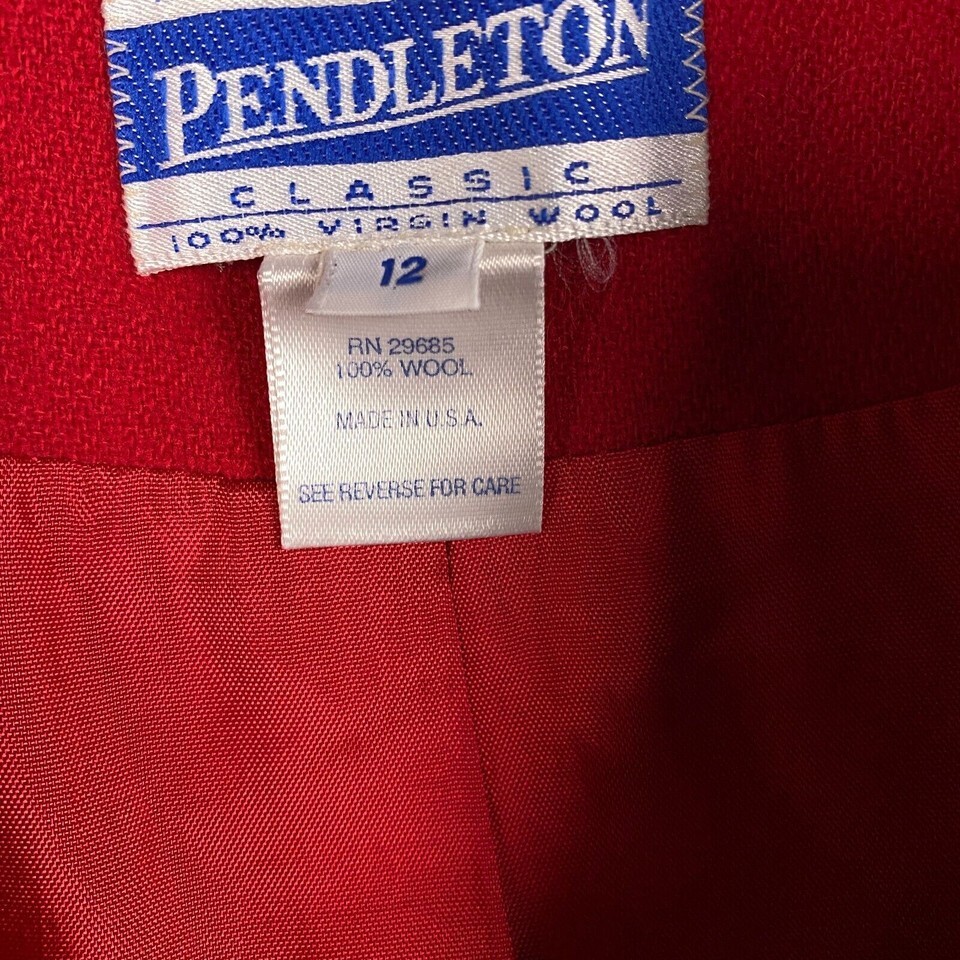 PENDLETON
CLASSIC
100% VIRGIN WOOL
12
RN 29685
100% WOOL
MADE IN U.S.A.
SEE REVERSE FOR CARE